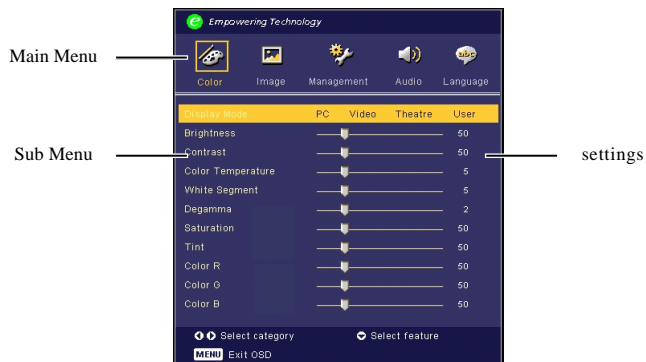 Empowering Technology
Main Menu
Color Image Management Audio Language
Display Mode PC Video Theatre User
Brightness 50
Sub Menu
Contrast 50
settings
Color Temperature 5
White Segment 5
Degamma 2
Saturation 50
Tint 50
Color R 50
Color G 50
Color B 50
Select category Select feature
MENU Exit OSD